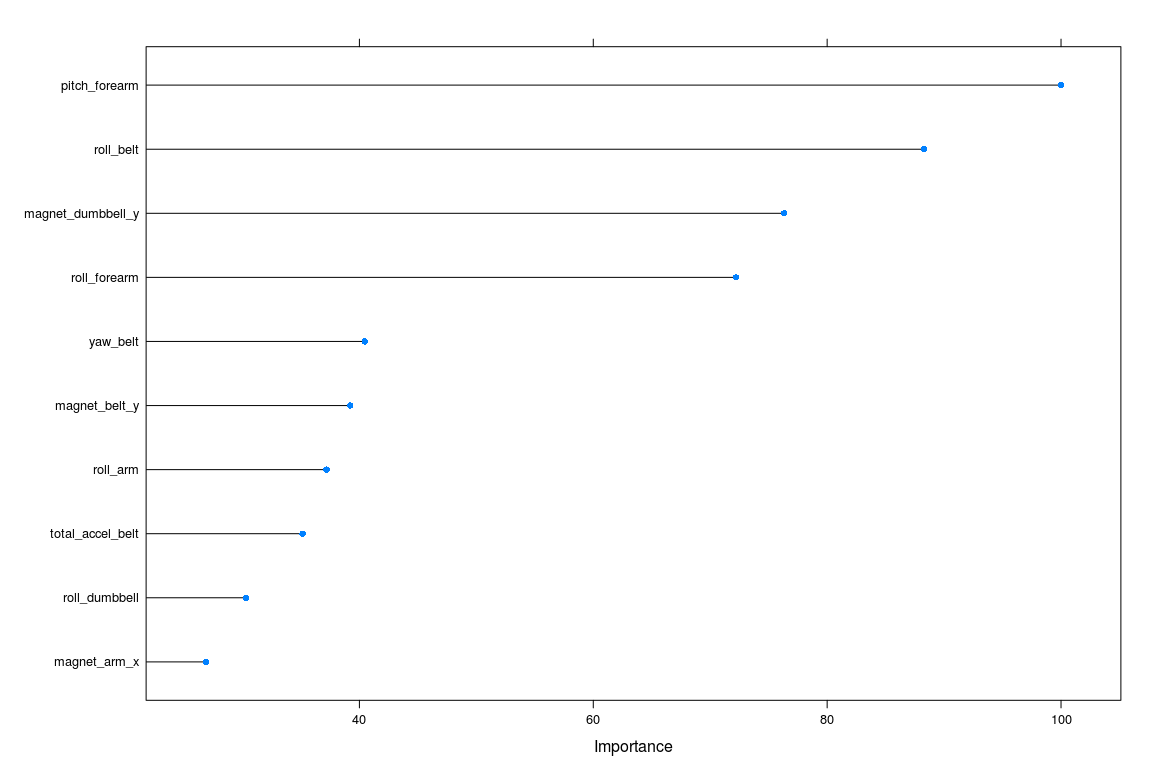 pitch_forearm
roll_belt
magnet_dumbbell_y
roll_forearm
yaw_belt
magnet_belt_y
roll_arm
total_accel_belt
roll_dumbbell
magnet_arm_x
40 60 80 100
Importance